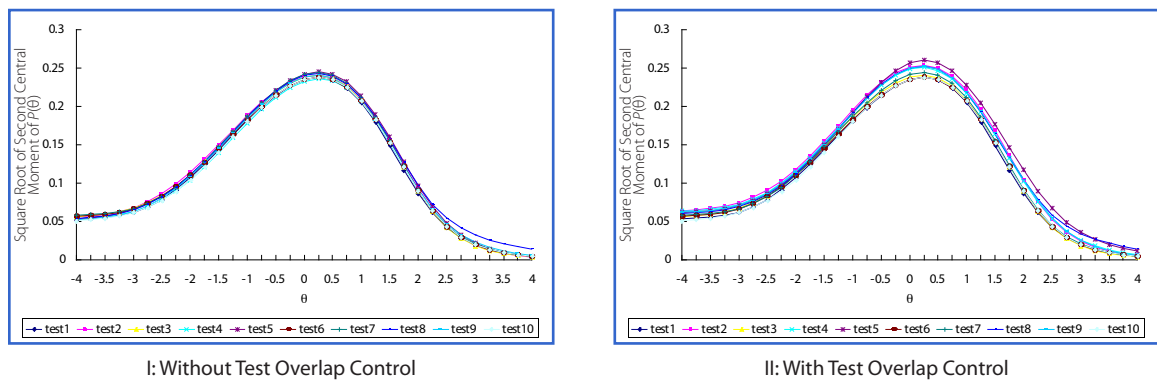 Square Root of Second Central
Moment of P(θ)
0.3
0.25
0.2
0.15
0.1
0.05
0
-4 -3.5 -3 -2.5 -2 -1.5 -1 -0.5 0 0.5 1 1.5 2 2.5 3 3.5 4
θ
test1 test2 test3 test4 test5 test6 test7 test8 test9 test10
I: Without Test Overlap Control
Square Root of Second Central
Moment of P(θ)
0.3
0.25
0.2
0.15
0.1
0.05
0
-4 -3.5 -3 -2.5 -2 -1.5 -1 -0.5 0 0.5 1 1.5 2 2.5 3 3.5 4
θ
test1 test2 test3 test4 test5 test6 test7 test8 test9 test10
II: With Test Overlap Control